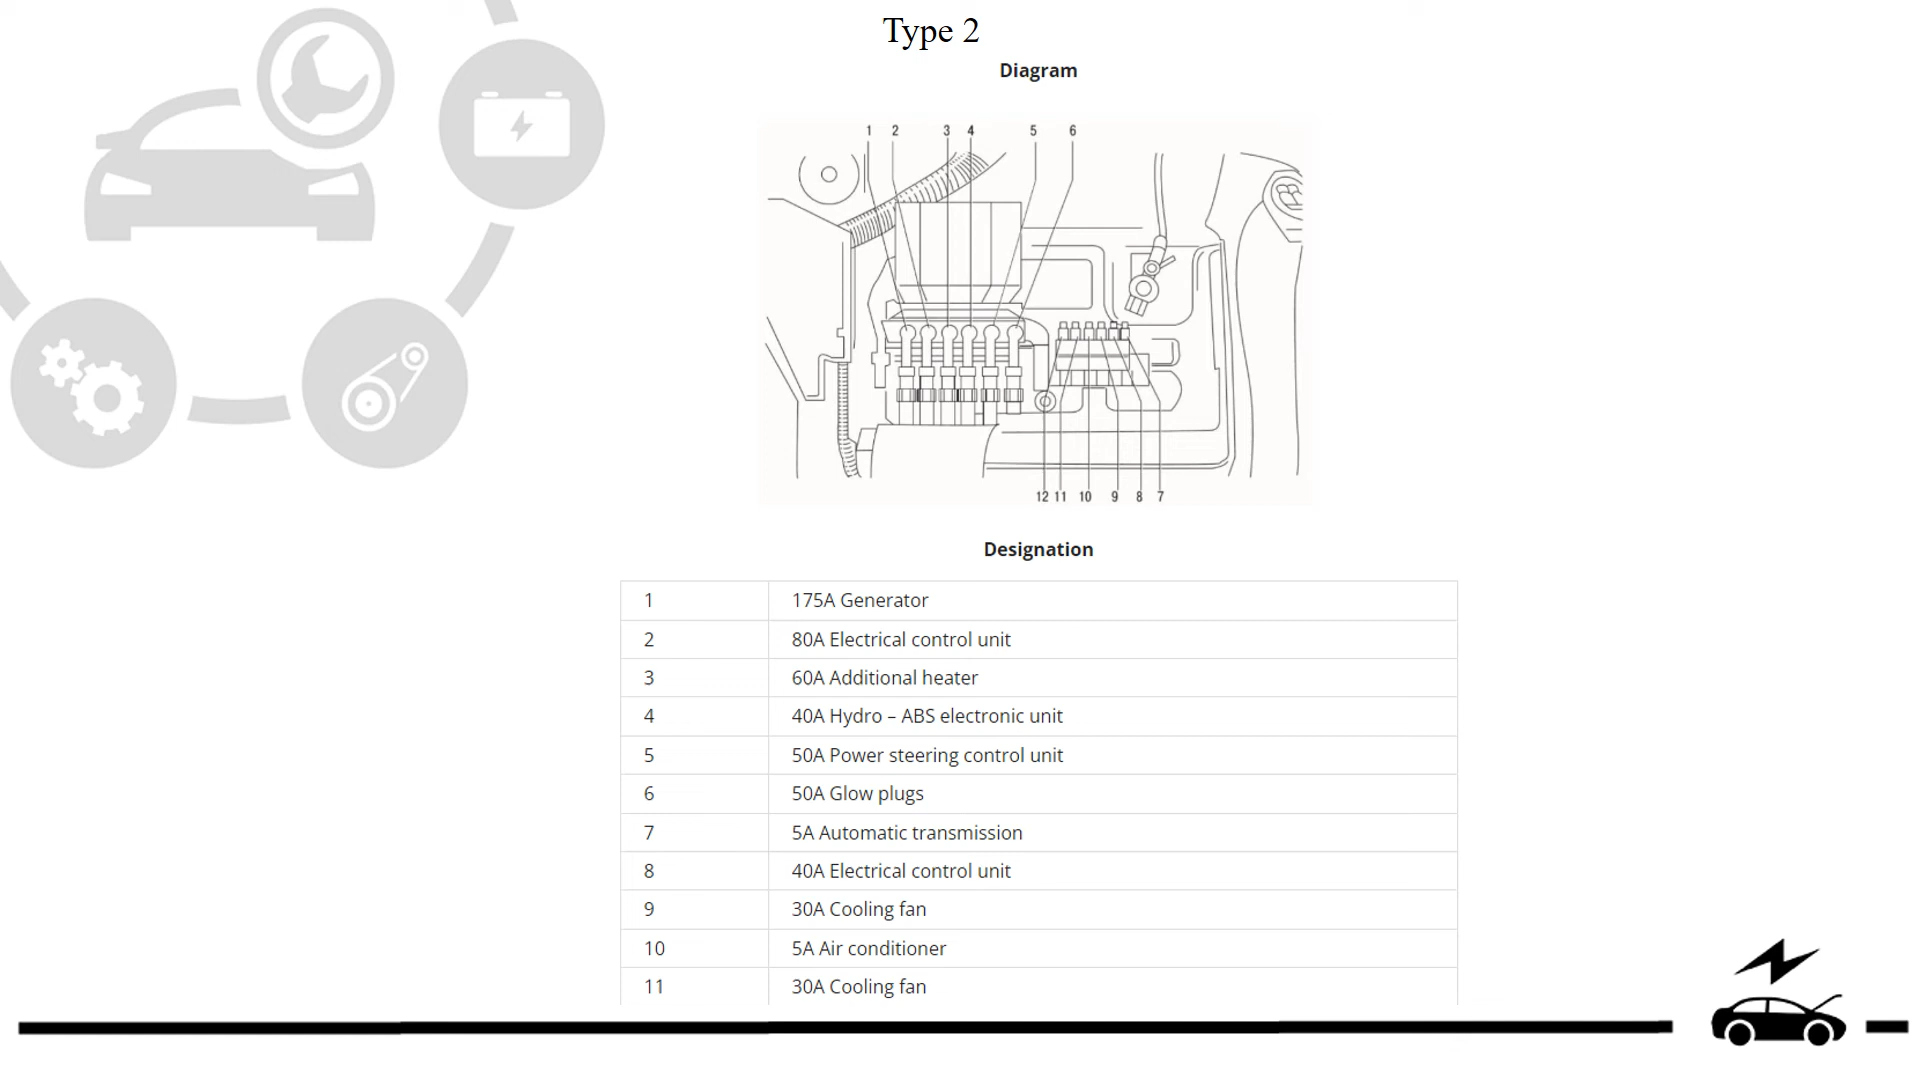 Type 2
Diagram
1 2 3 4 5 6
12 11 10 9 8 7
Designation
1 175A Generator
2 80A Electrical control unit
3 60A Additional heater
4 40A Hydro – ABS electronic unit
5 50A Power steering control unit
6 50A Glow plugs
7 5A Automatic transmission
8 40A Electrical control unit
9 30A Cooling fan
10 5A Air conditioner
11 30A Cooling fan